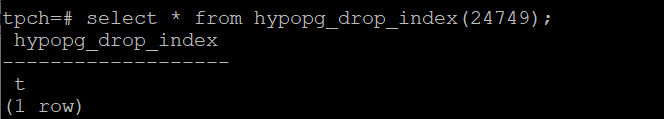 tpch=# select * from hypopg_drop_index(24749);
hypopg_drop_index
-------------------
t
(1 row)